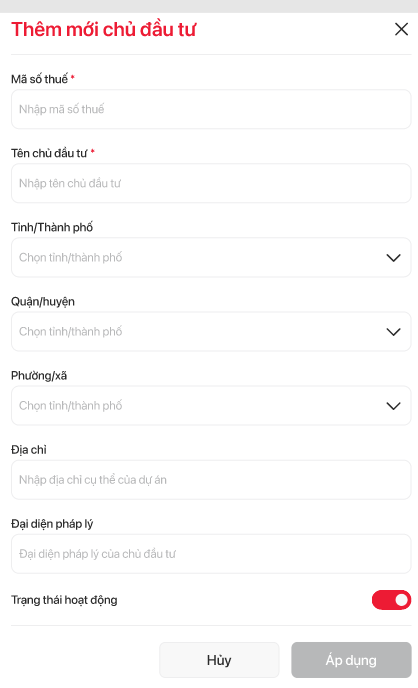 Thêm mới chủ đầu tư
Mã số thuế *
Nhập mã số thuế
Tên chủ đầu tư *
Nhập tên chủ đầu tư
Tỉnh/Thành phố
Chọn tỉnh/thành phố
Quận/huyện
Chọn tỉnh/thành phố
Phường/xã
Chọn tỉnh/thành phố
Địa chỉ
Nhập địa chỉ cụ thể của dự án
Đại diện pháp lý
Đại diện pháp lý của chủ đầu tư
Trạng thái hoạt động
Hủy
Áp dụng